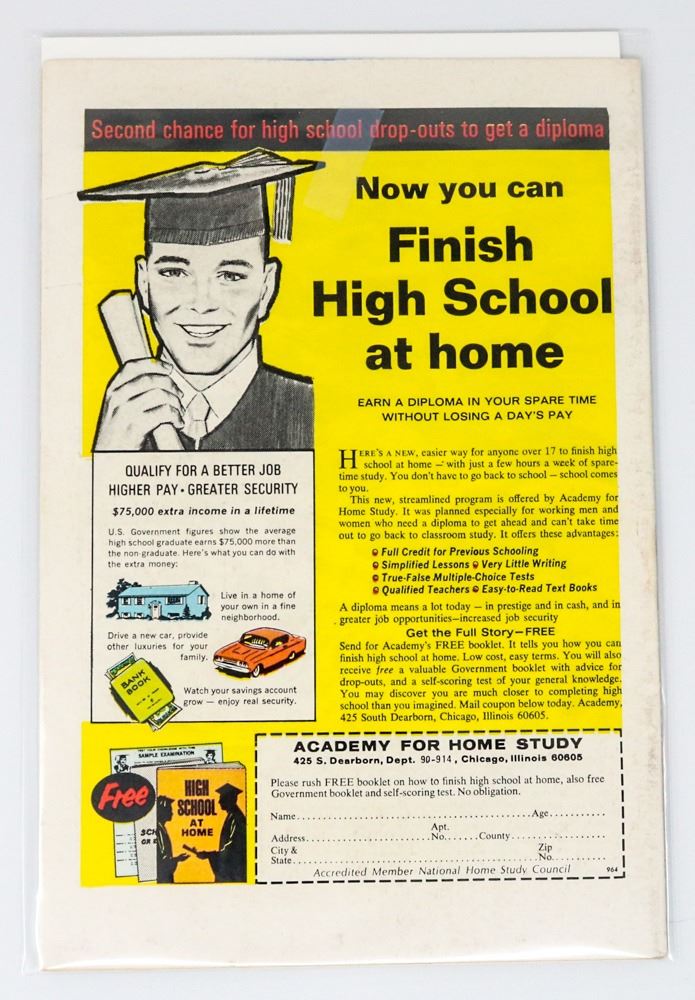 Second chance for high school drop-outs to get a diploma
Now you can
Finish
High School
at home
EARN A DIPLOMA IN YOUR SPARE TIME
WITHOUT LOSING A DAY'S PAY
HERE'S A NEW, easier way for anyone over 17 to finish high
school at home — with just a few hours a week of spare-
time study. You don't have to go back to school — school comes
to you.
This new, streamlined program is offered by Academy for
Home Study. It was planned especially for working men and
women who need a diploma to get ahead and can't take time
out to go back to classroom study. It offers these advantages:
Full Credit for Previous Schooling
Simplified Lessons Very Little Writing
True-False Multiple-Choice Tests
Qualified Teachers Easy-to-Read Text Books
A diploma means a lot today — in prestige and in cash, and in
greater job opportunities—increased job security
Get the Full Story—FREE
Send for Academy's FREE booklet. It tells you how you can
finish high school at home. Low cost, easy terms. You will also
receive free a valuable Government booklet with advice for
drop-outs, and a self-scoring test of your general knowledge.
You may discover you are much closer to completing high
school than you imagined. Mail coupon below today. Academy,
425 South Dearborn, Chicago, Illinois 60605.
QUALIFY FOR A BETTER JOB
HIGHER PAY • GREATER SECURITY
$75,000 extra income in a lifetime
U.S. Government figures show the average
high school graduate earns $75,000 more than
the non-graduate. Here's what you can do with
the extra money:
Live in a home of
your own in a fine
neighborhood.
Drive a new car, provide
other luxuries for your
family.
BANK
BOOK
Watch your savings account
grow — enjoy real security.
SAMPLE EXAMINATION
Free
HIGH
SCHOOL
AT
HOME
SCH
OR
ACADEMY FOR HOME STUDY
425 S. Dearborn, Dept. 90-914, Chicago, Illinois 60605
Please rush FREE booklet on how to finish high school at home, also free
Government booklet and self-scoring test. No obligation.
Name.......................................................Age...............
Apt.
Address..............................No.......County....................
City & Zip
State.......................................................No..............
Accredited Member National Home Study Council 964